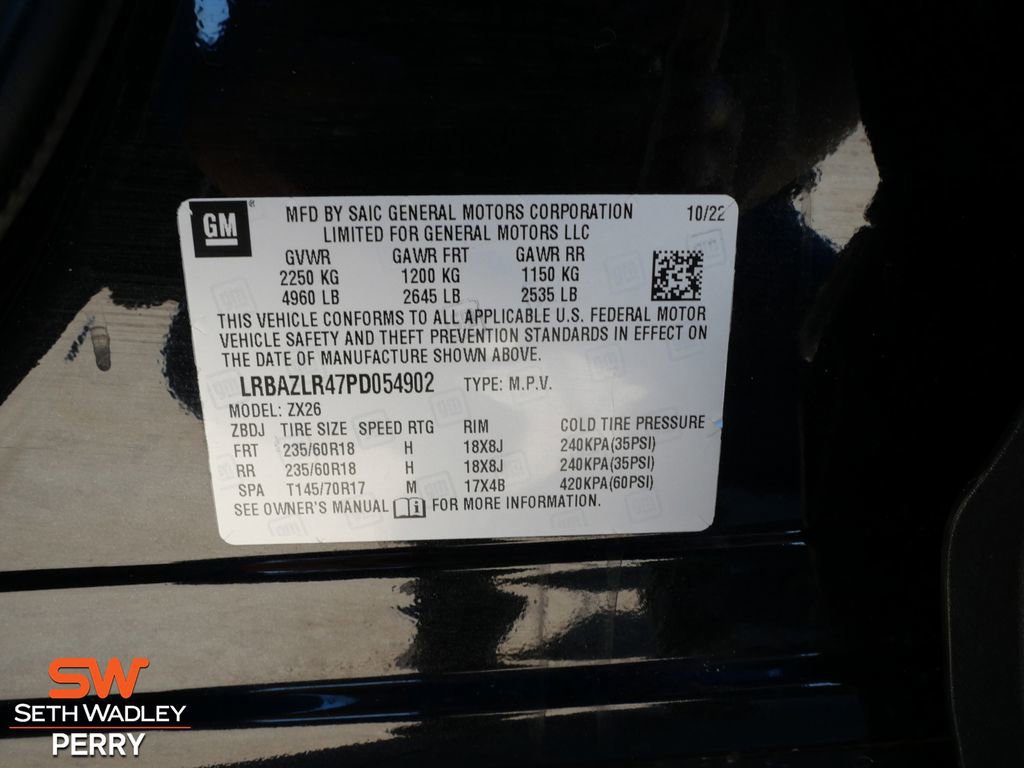 GM
MFD BY SAIC GENERAL MOTORS CORPORATION 10/22
LIMITED FOR GENERAL MOTORS LLC
GVWR GAWR FRT GAWR RR
2250 KG 1200 KG 1150 KG
4960 LB 2645 LB 2535 LB
THIS VEHICLE CONFORMS TO ALL APPLICABLE U.S. FEDERAL MOTOR
VEHICLE SAFETY AND THEFT PREVENTION STANDARDS IN EFFECT ON
THE DATE OF MANUFACTURE SHOWN ABOVE.
LRBAZLR47PD054902 TYPE: M.P.V.
MODEL: ZX26
ZBDJ TIRE SIZE SPEED RTG RIM COLD TIRE PRESSURE
FRT 235/60R18 H 18X8J 240KPA(35PSI)
RR 235/60R18 H 18X8J 240KPA(35PSI)
SPA T145/70R17 M 17X4B 420KPA(60PSI)
SEE OWNER'S MANUAL FOR MORE INFORMATION.
SW
SETH WADLEY
PERRY